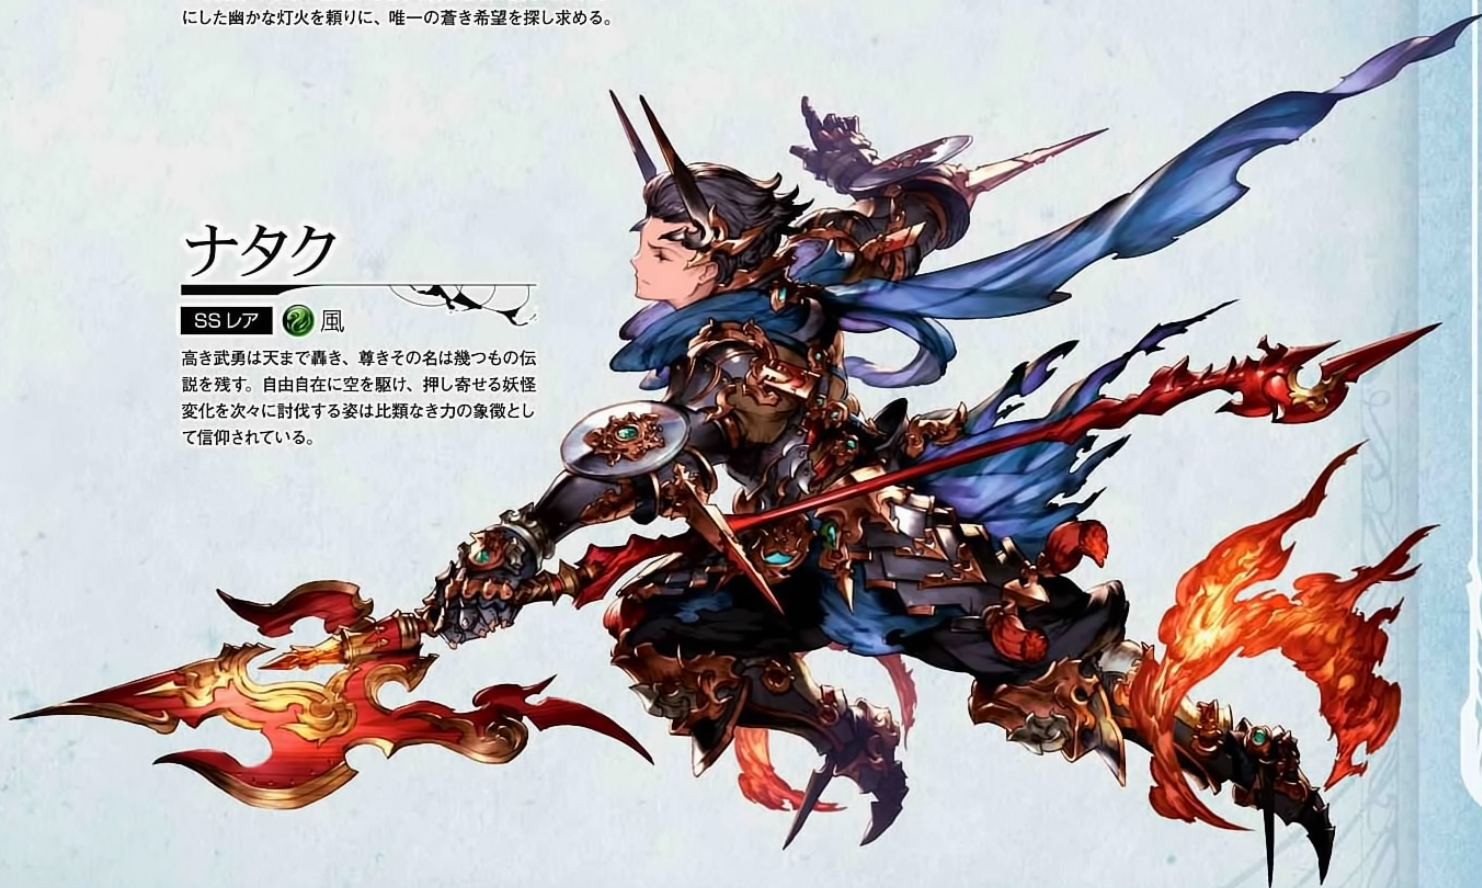 にした幽かな灯火を頼りに、唯一の蒼き希望を探し求める。
ナタク
SSレア 風
高き武勇は天まで轟き、尊きその名は幾つもの伝
説を残す。自由自在に空を駆け、押し寄せる妖怪
変化を次々に討伐する姿は比類なき力の象徴とし
て信仰されている。